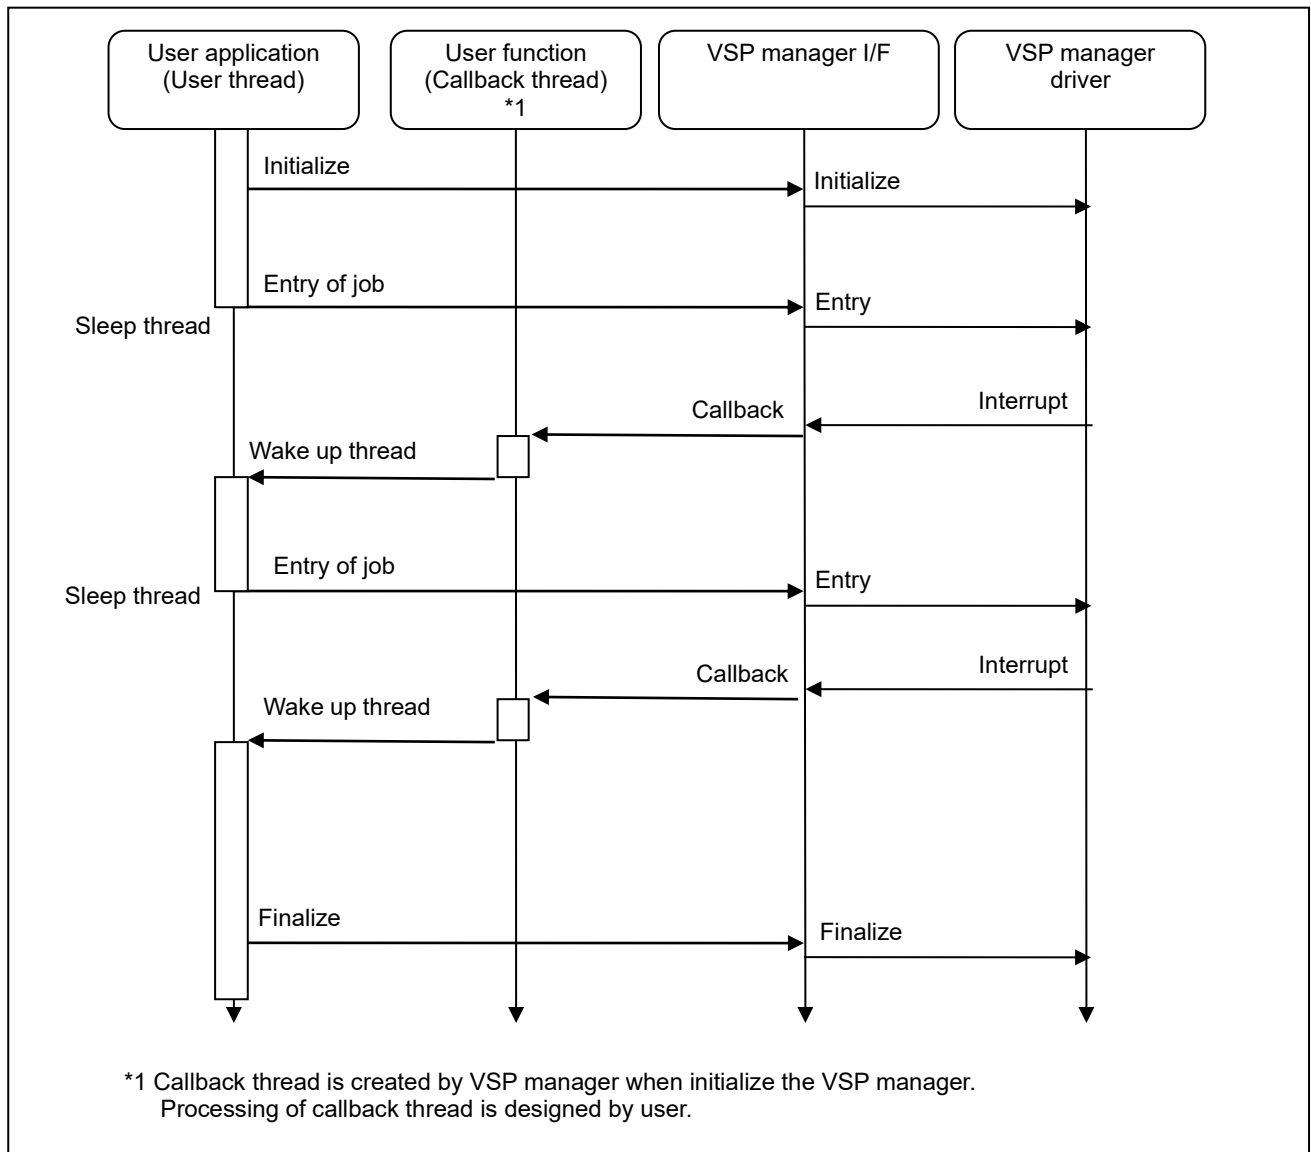 User application
(User thread)
User function
(Callback thread)
*1
VSP manager I/F
VSP manager
driver
Initialize
Initialize
Entry of job
Entry
Sleep thread
Interrupt
Callback
Wake up thread
Entry of job
Entry
Sleep thread
Interrupt
Callback
Wake up thread
Finalize
Finalize
*1 Callback thread is created by VSP manager when initialize the VSP manager.
Processing of callback thread is designed by user.